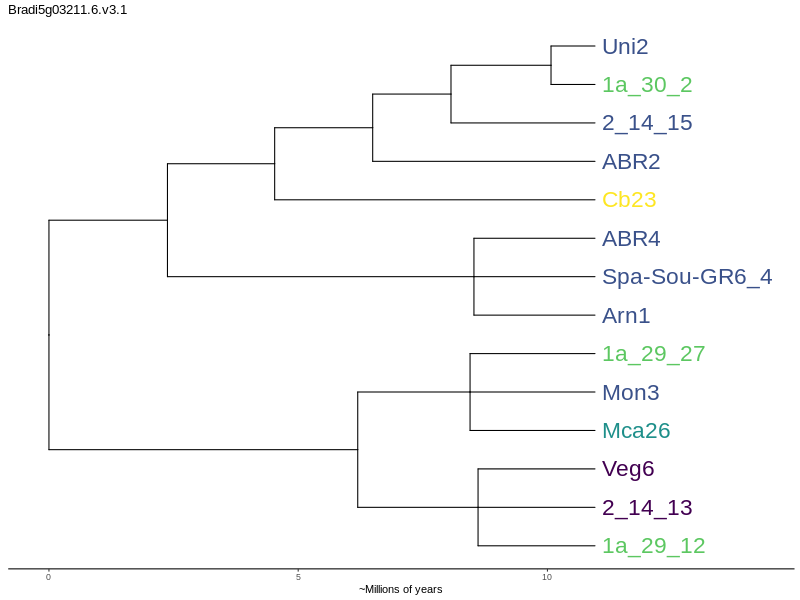 Bradi5g03211.6.v3.1
Uni2
1a_30_2
2_14_15
ABR2
Cb23
ABR4
Spa-Sou-GR6_4
Arn1
1a_29_27
Mon3
Mca26
Veg6
2_14_13
1a_29_12
0 5 10
~Millions of years